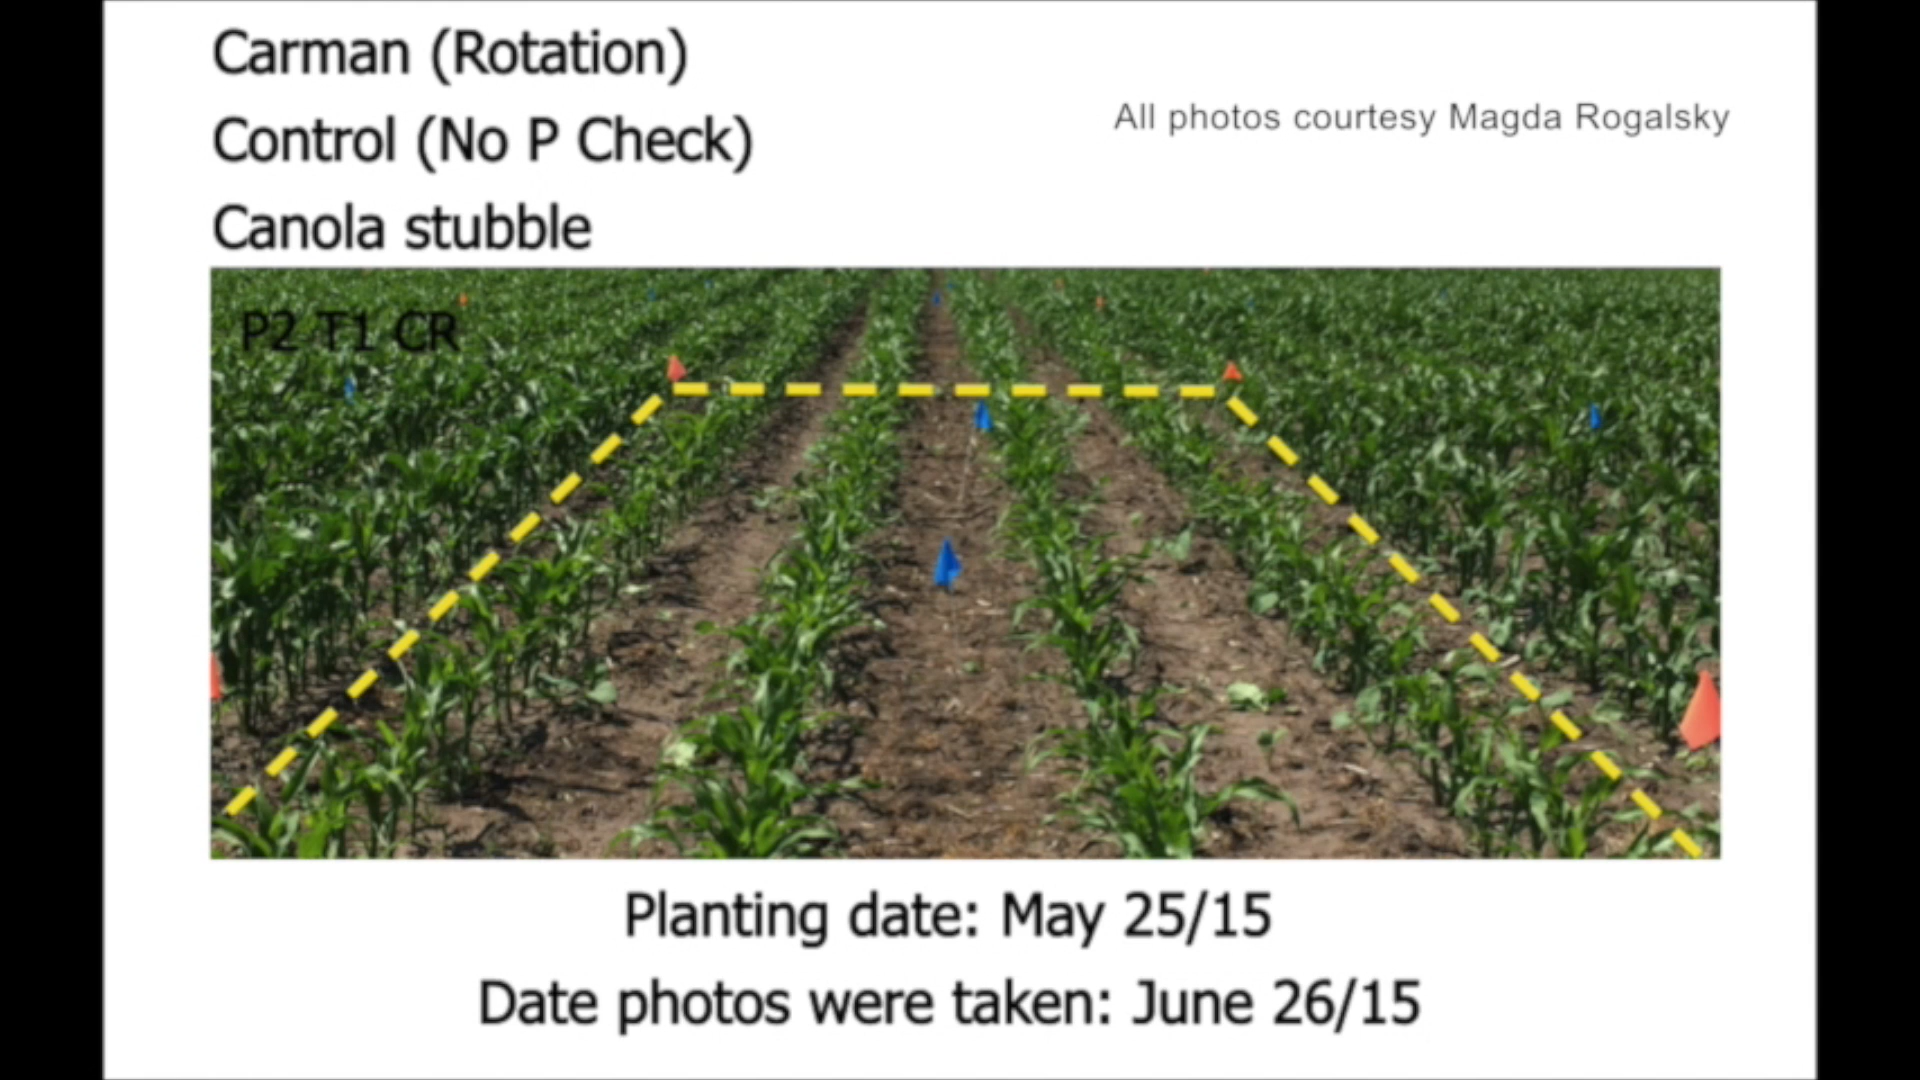 Carman (Rotation)
Control (No P Check)
All photos courtesy Magda Rogalsky
Canola stubble
P2 T1 CR
Planting date: May 25/15
Date photos were taken: June 26/15